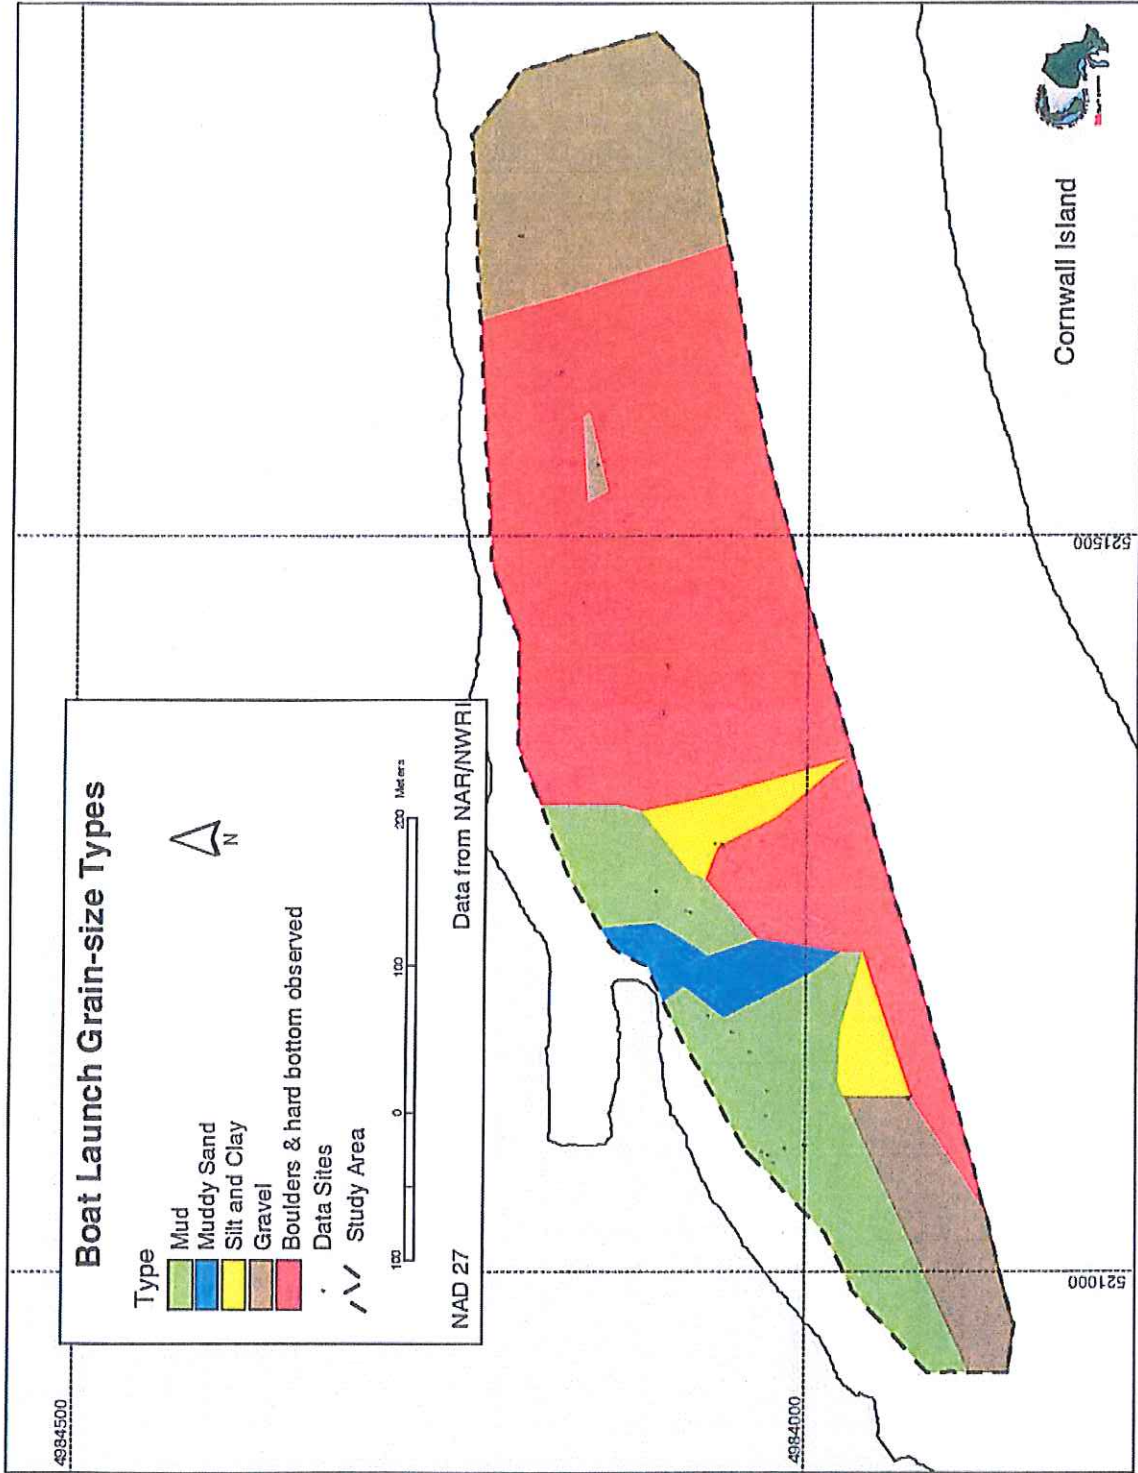 Boat Launch Grain-size Types
N
Type
Mud
Muddy Sand
Silt and Clay
Gravel
Boulders & hard bottom observed
Data Sites
Study Area
100 0 100 220 Meters
NAD 27
Data from NAR/NWRI
4984500
4984000
521000
521500
Cornwall Island